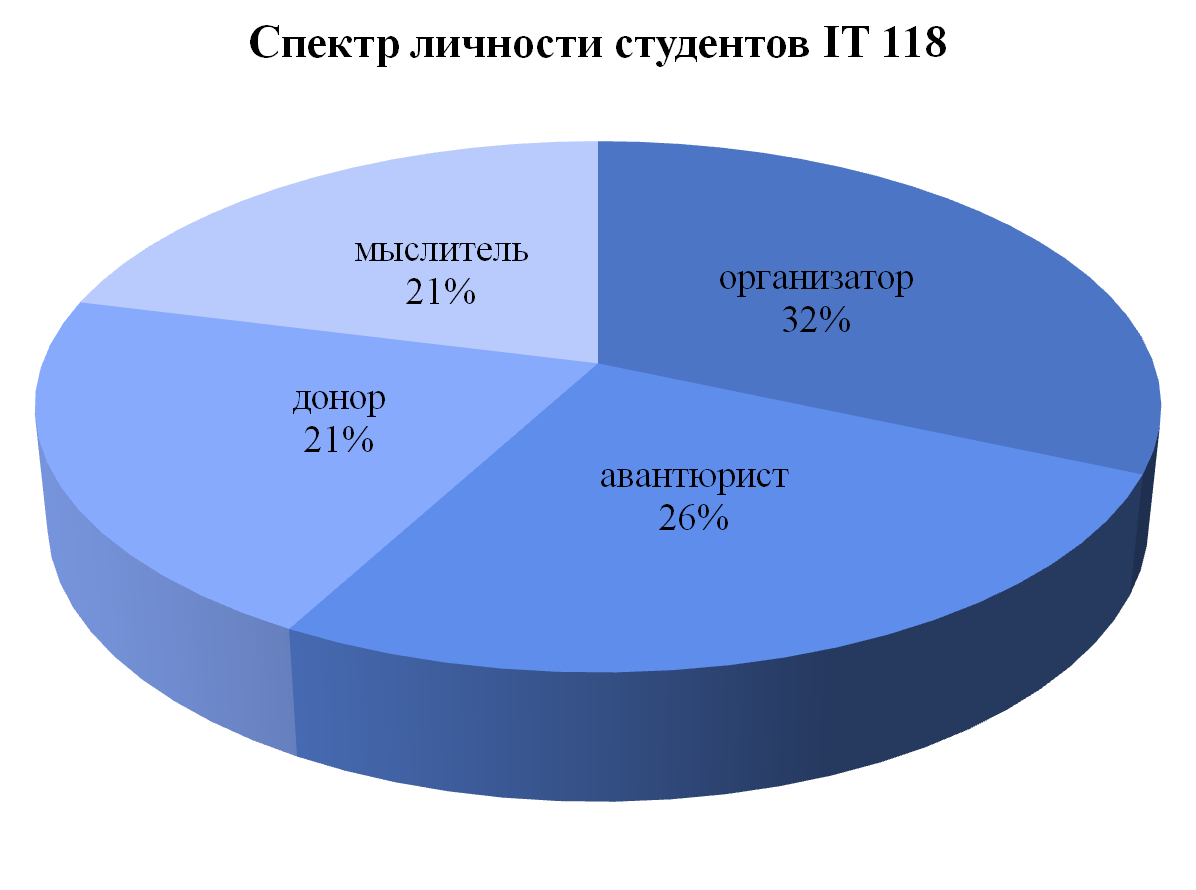 Спектр личности студентов IT 118
мыслитель
21%
организатор
32%
донор
21%
авантюрист
26%